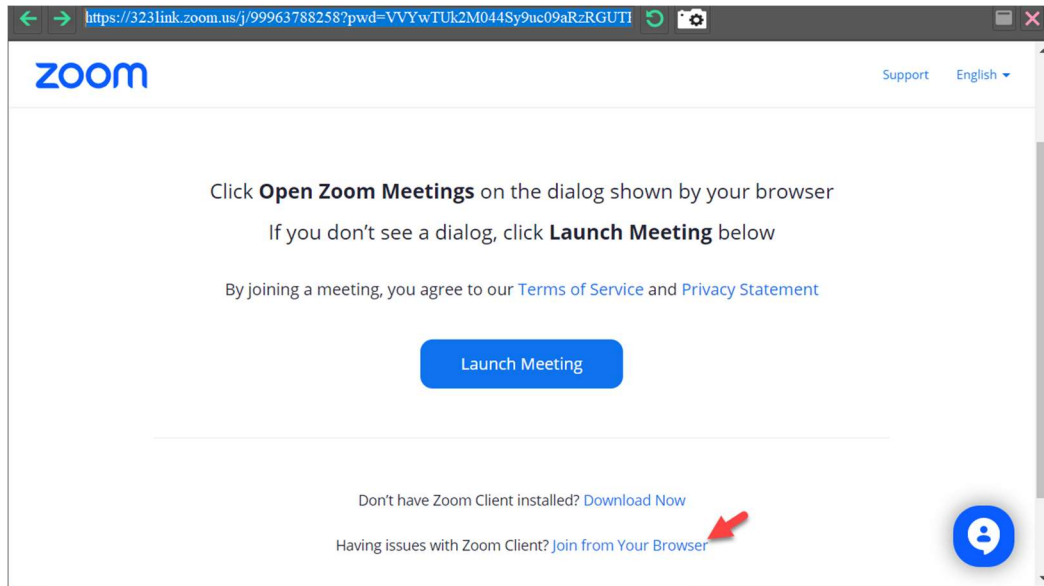 https://323link.zoom.us/j/99963788258?pwd=VVYwTUk2M044Sy9uc09aRzRGUTF
zoom
Support English
Click Open Zoom Meetings on the dialog shown by your browser
If you don’t see a dialog, click Launch Meeting below
By joining a meeting, you agree to our Terms of Service and Privacy Statement
Launch Meeting
Don’t have Zoom Client installed? Download Now
Having issues with Zoom Client? Join from Your Browser